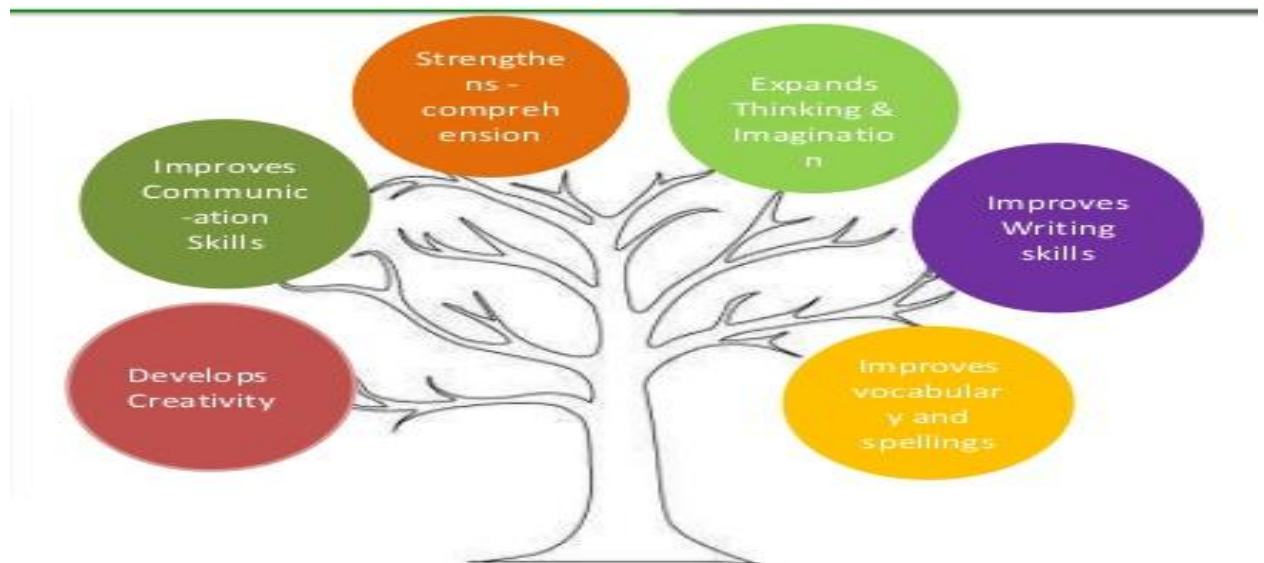 Strengthe
ns -
compreh
ension
Expands
Thinking &
Imaginatio
n
Improves
Communic
-ation
Skills
Improves
Writing
skills
Develops
Creativity
Improves
vocabular
y and
spellings